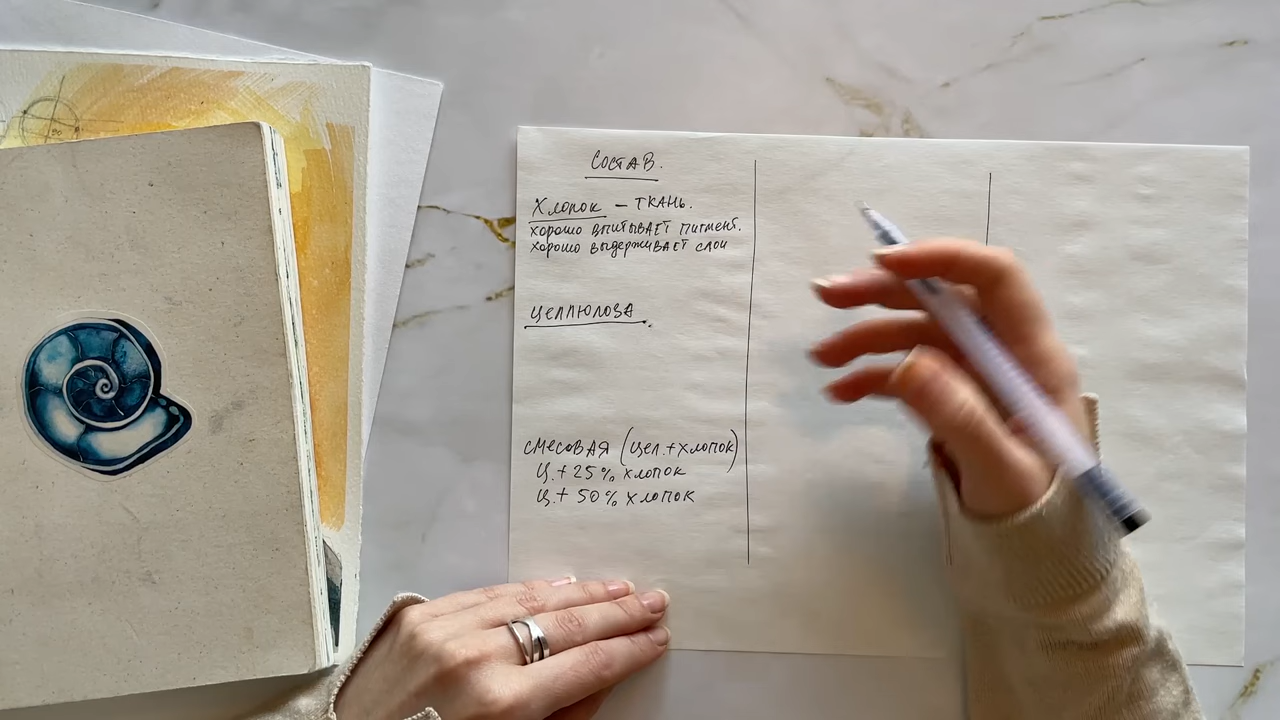 СОСТАВ.
ХЛОПОК – ТКАНЬ.
ХОРОШО ВПИТЫВАЕТ ПИГМЕНТ.
ХОРОШО ВЫДЕРЖИВАЕТ СЛОИ
ЦЕЛЛЮЛОЗА.
СМЕСОВАЯ (ЦЕЛ.+ХЛОПОК)
Ц.+ 25% ХЛОПОК
Ц.+ 50% ХЛОПОК